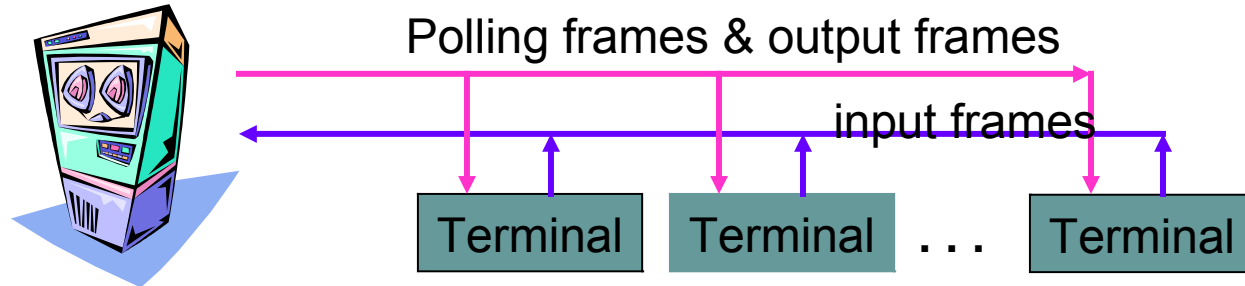 Polling frames & output frames
input frames
Terminal Terminal . . . Terminal